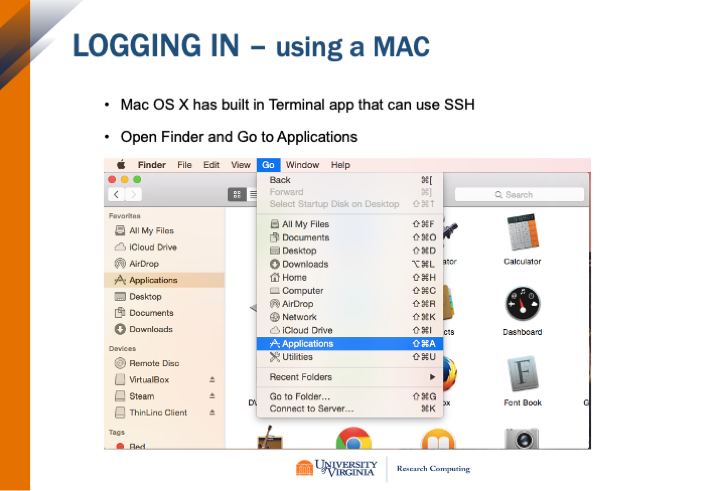 LOGGING IN – using a MAC
• Mac OS X has built in Terminal app that can use SSH
• Open Finder and Go to Applications
Finder File Edit View Go Window Help
Back ⌘[
Forward ⌘]
Select Startup Disk on Desktop ⇧⌘↑
Search
Favorites
All My Files
iCloud Drive
AirDrop
Applications
Desktop
Documents
Downloads
Devices
Remote Disc
VirtualBox
Steam
ThinLinc Client
Tags
Red
All My Files ⇧⌘F
Documents ⇧⌘O
Desktop ⇧⌘D
Downloads ⌥⌘L
Home ⇧⌘H
Computer ⇧⌘C
AirDrop ⇧⌘R
Network ⇧⌘K
iCloud Drive ⇧⌘I
Applications ⇧⌘A
Utilities ⇧⌘U
Recent Folders ▶
Go to Folder... ⇧⌘G
Connect to Server... ⌘K
Calculator
Dashboard
Font Book
UNIVERSITY of VIRGINIA
Research Computing